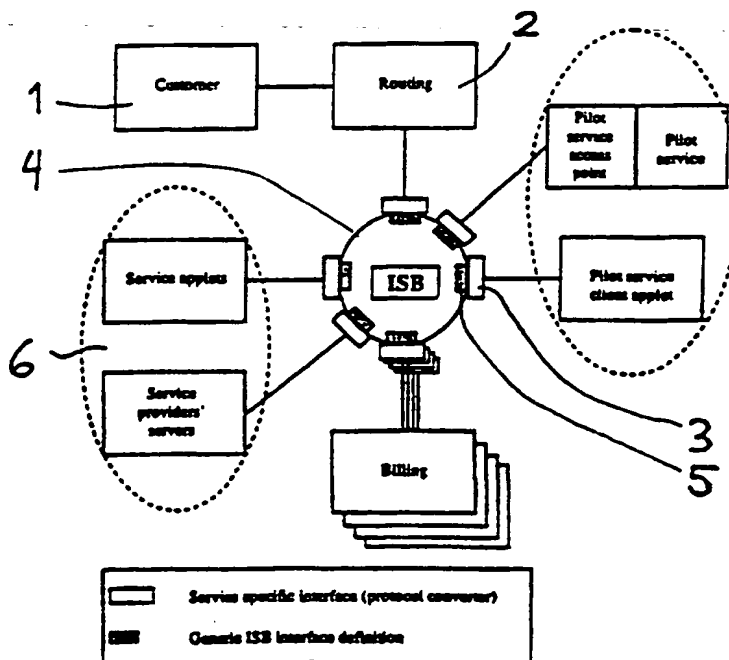 2
1
Customer
Routing
Pilot
service
access
point
Pilot
service
4
Service applets
ISB
Pilot service
client applet
6
Service
providers'
servers
3
5
Billing
Service specific interface (protocol converter)
Generic ISB interface definition